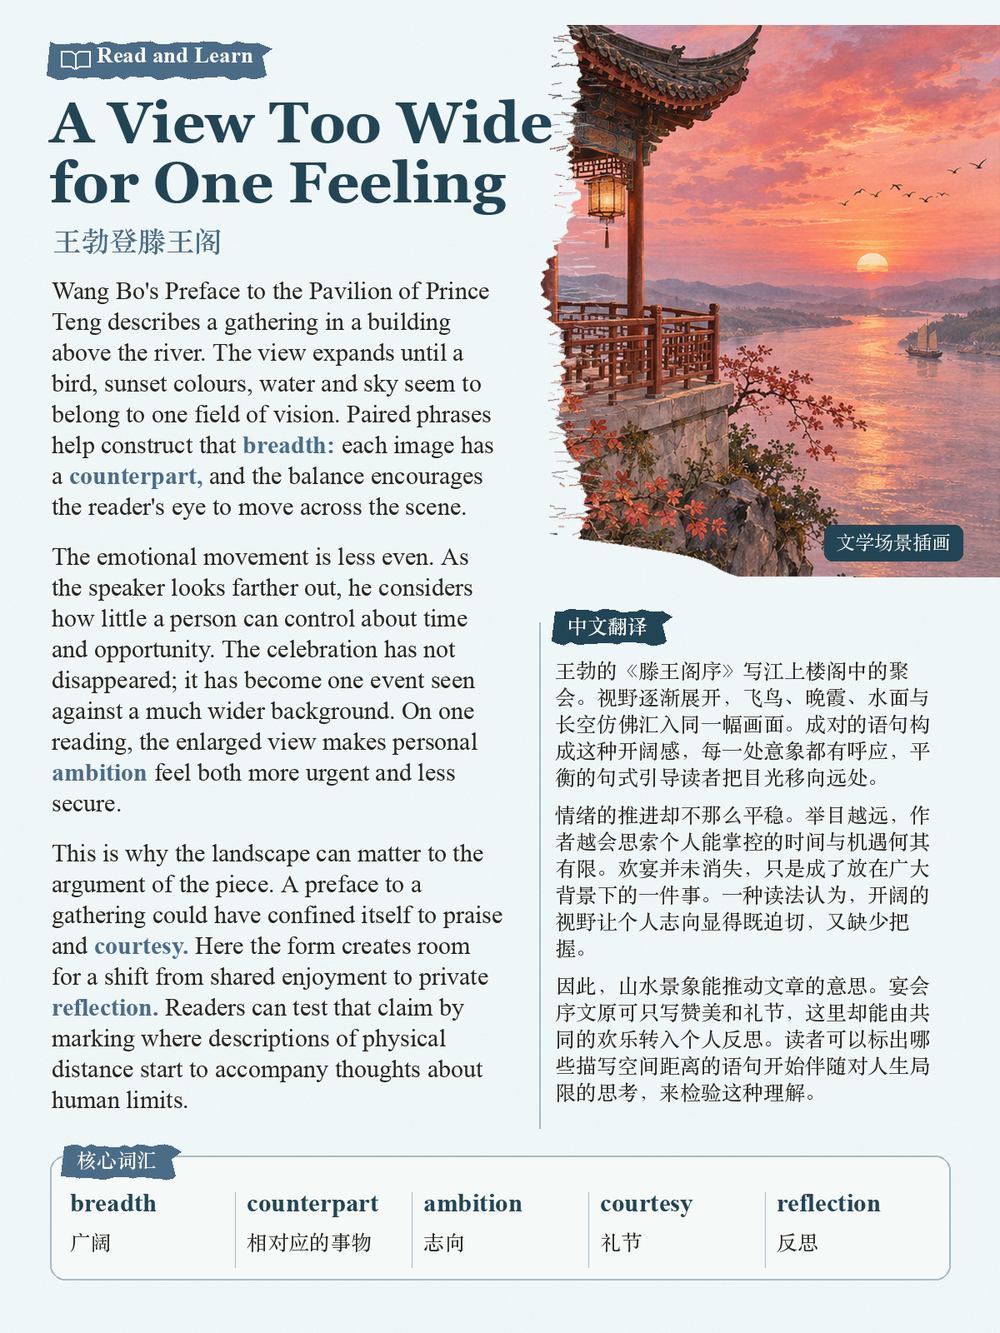 Read and Learn
A View Too Wide
for One Feeling
王勃登滕王阁
Wang Bo's Preface to the Pavilion of Prince
Teng describes a gathering in a building
above the river. The view expands until a
bird, sunset colours, water and sky seem to
belong to one field of vision. Paired phrases
help construct that breadth: each image has
a counterpart, and the balance encourages
the reader's eye to move across the scene.
The emotional movement is less even. As
the speaker looks farther out, he considers
how little a person can control about time
and opportunity. The celebration has not
disappeared; it has become one event seen
against a much wider background. On one
reading, the enlarged view makes personal
ambition feel both more urgent and less
secure.
This is why the landscape can matter to the
argument of the piece. A preface to a
gathering could have confined itself to praise
and courtesy. Here the form creates room
for a shift from shared enjoyment to private
reflection. Readers can test that claim by
marking where descriptions of physical
distance start to accompany thoughts about
human limits.
文学场景插画
中文翻译
王勃的《滕王阁序》写江上楼阁中的聚
会。视野逐渐展开，飞鸟、晚霞、水面与
长空仿佛汇入同一幅画面。成对的语句构
成这种开阔感，每一处意象都有呼应，平
衡的句式引导读者把目光移向远处。
情绪的推进却不那么平稳。举目越远，作
者越会思索个人能掌控的时间与机遇何其
有限。欢宴并未消失，只是成了放在广大
背景下的一件事。一种读法认为，开阔的
视野让个人志向显得既迫切，又缺少把
握。
因此，山水景象能推动文章的意思。宴会
序文原可只写赞美和礼节，这里却能由共
同的欢乐转入个人反思。读者可以标出哪
些描写空间距离的语句开始伴随对人生局
限的思考，来检验这种理解。
核心词汇
breadth
广阔
counterpart
相对应的事物
ambition
志向
courtesy
礼节
reflection
反思